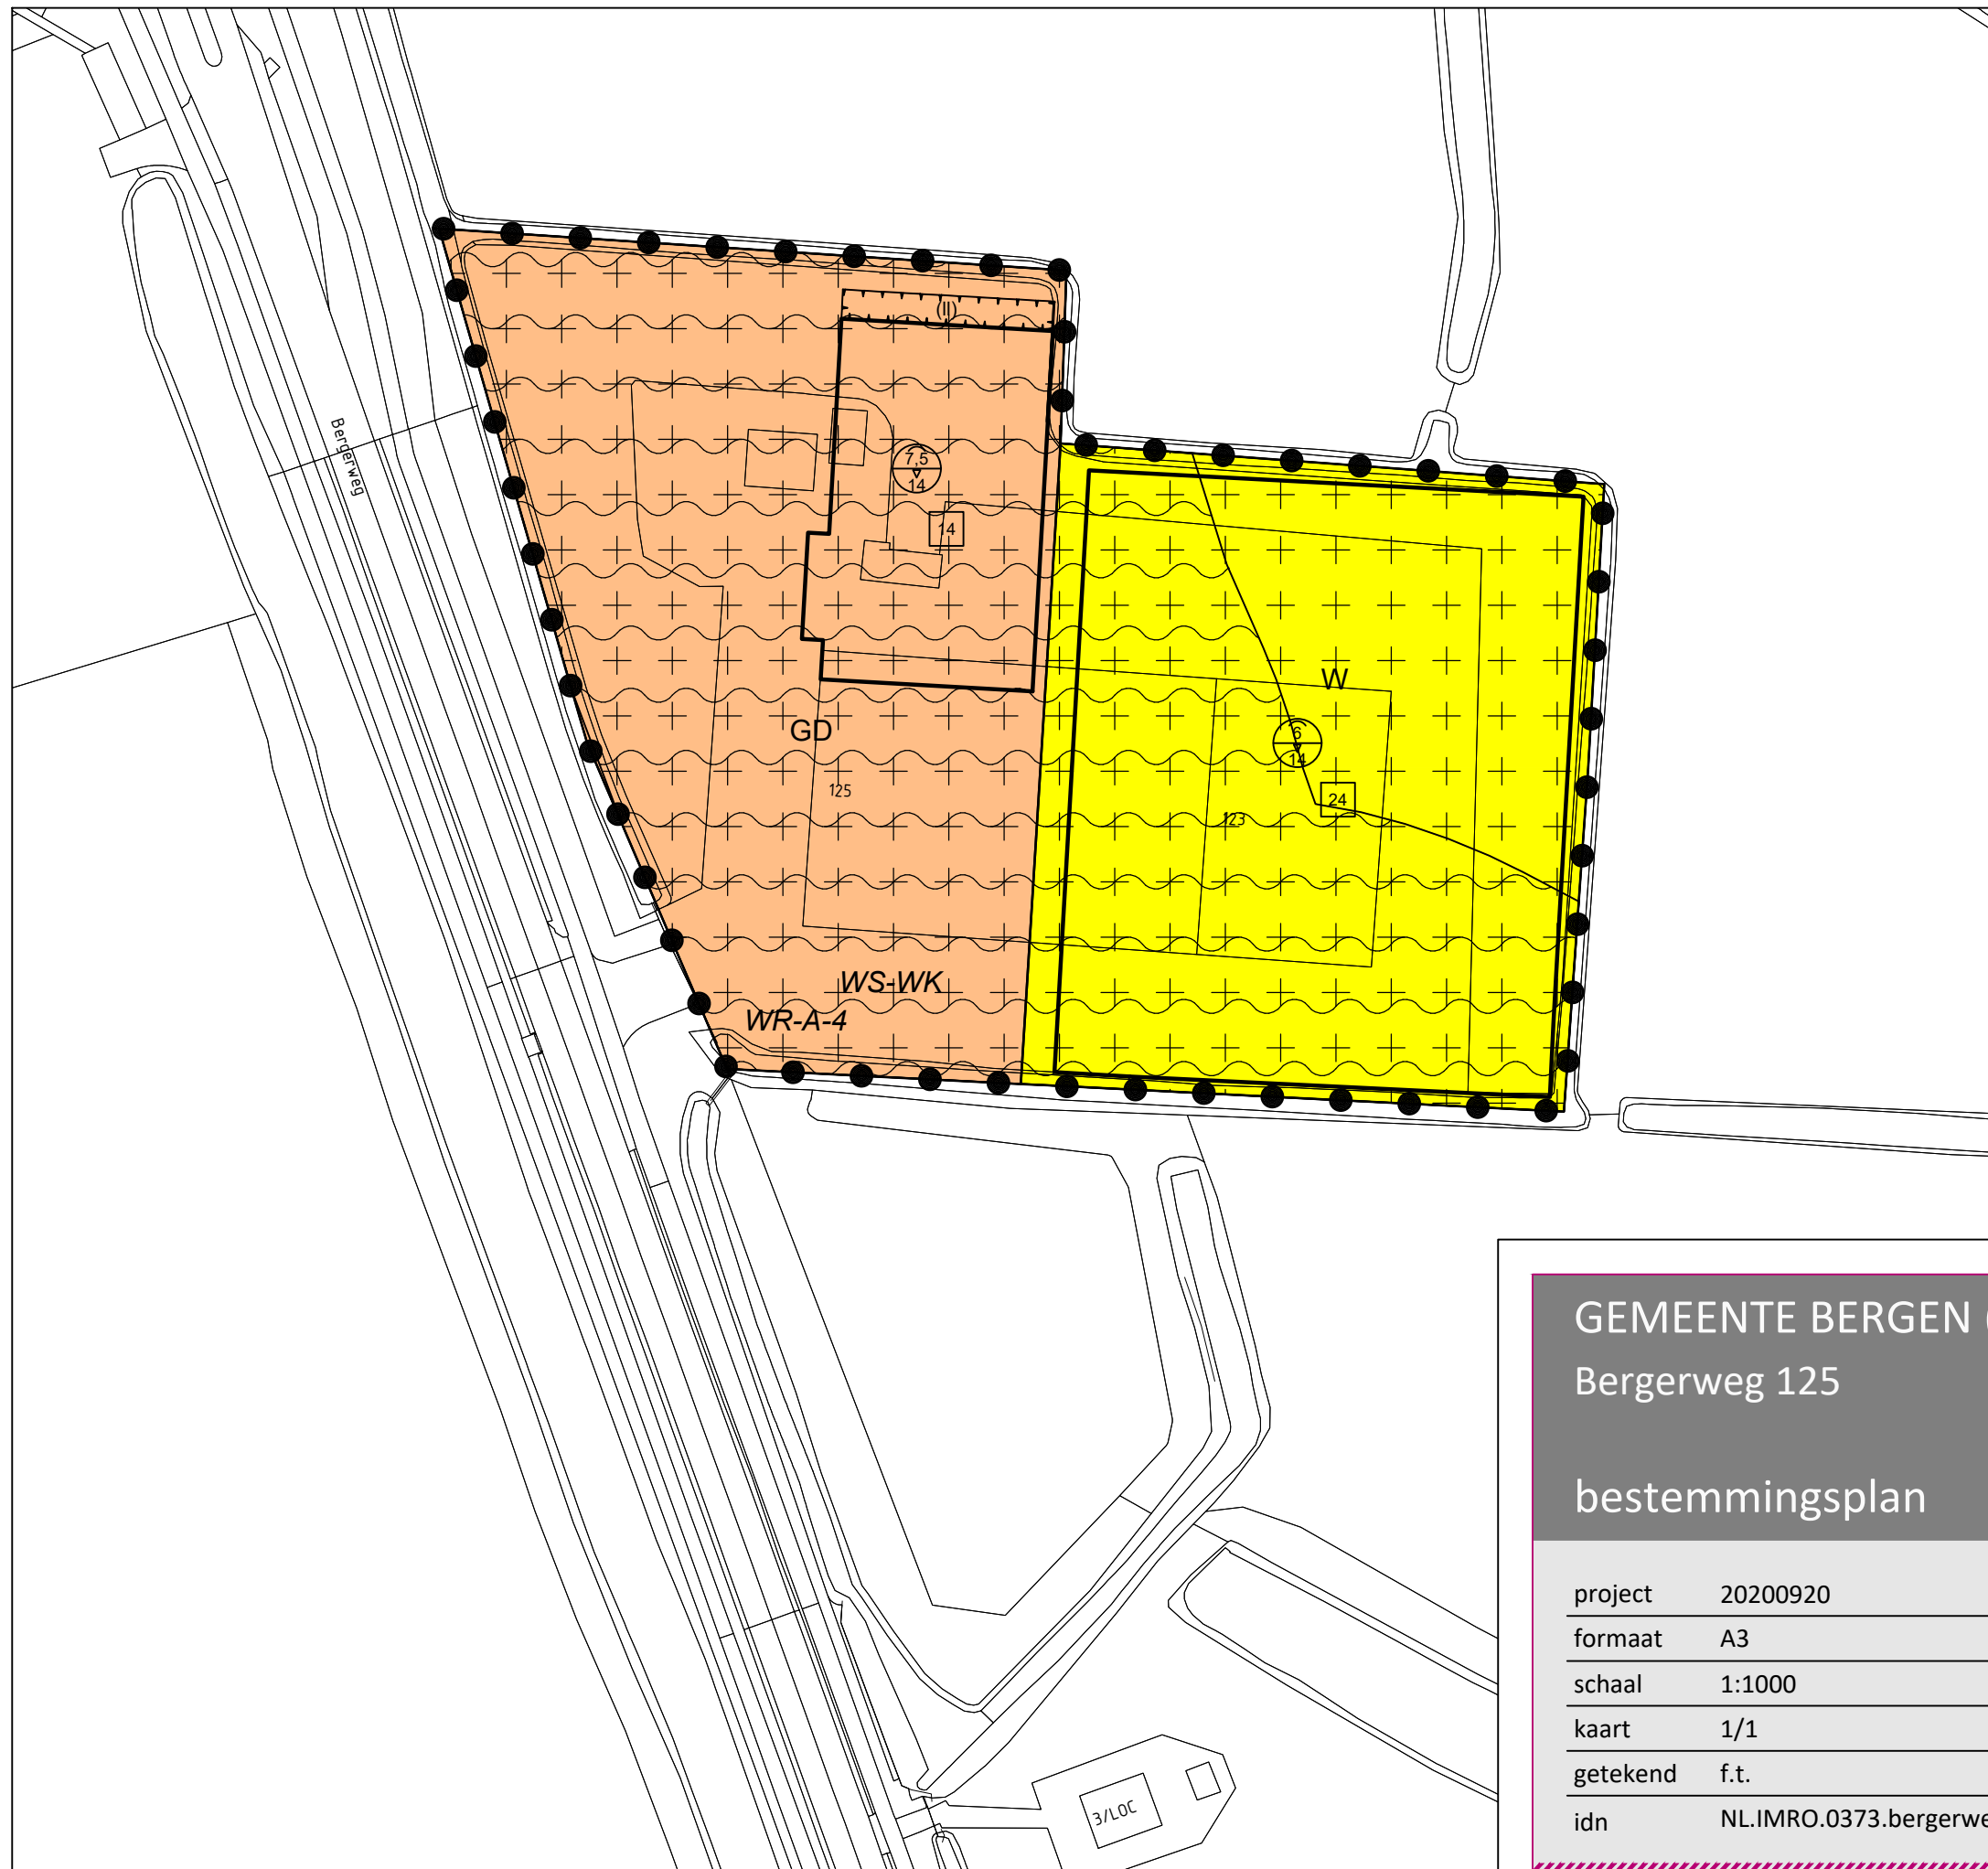 Bergerweg
(II)
7,5
14
14
W
6
14
GD
24
125
123
WS-WK
WR-A-4
GEMEENTE BERGEN (
Bergerweg 125
bestemmingsplan
project 20200920
formaat A3
schaal 1:1000
kaart 1/1
getekend f.t.
idn NL.IMRO.0373.bergerwe
3/LOC